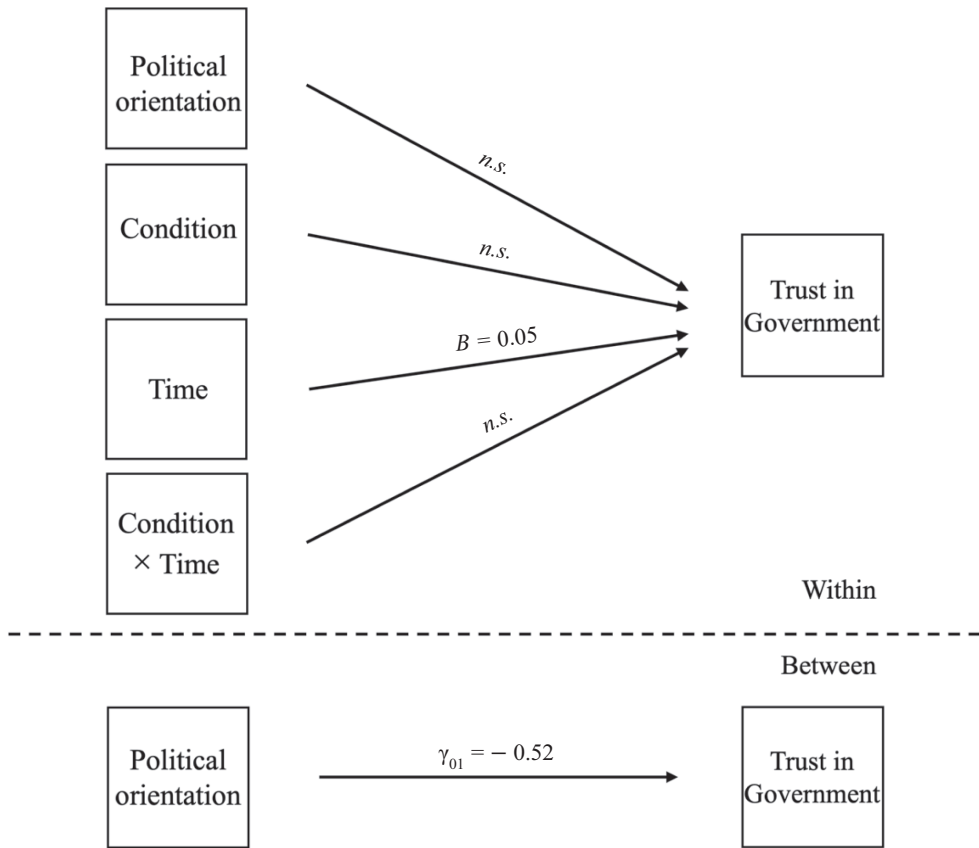 Political
orientation
n.s.
Condition
n.s.
Trust in
Government
B = 0.05
Time
n.s.
Condition
× Time
Within
Between
Political
orientation
γ₀₁ = − 0.52
Trust in
Government